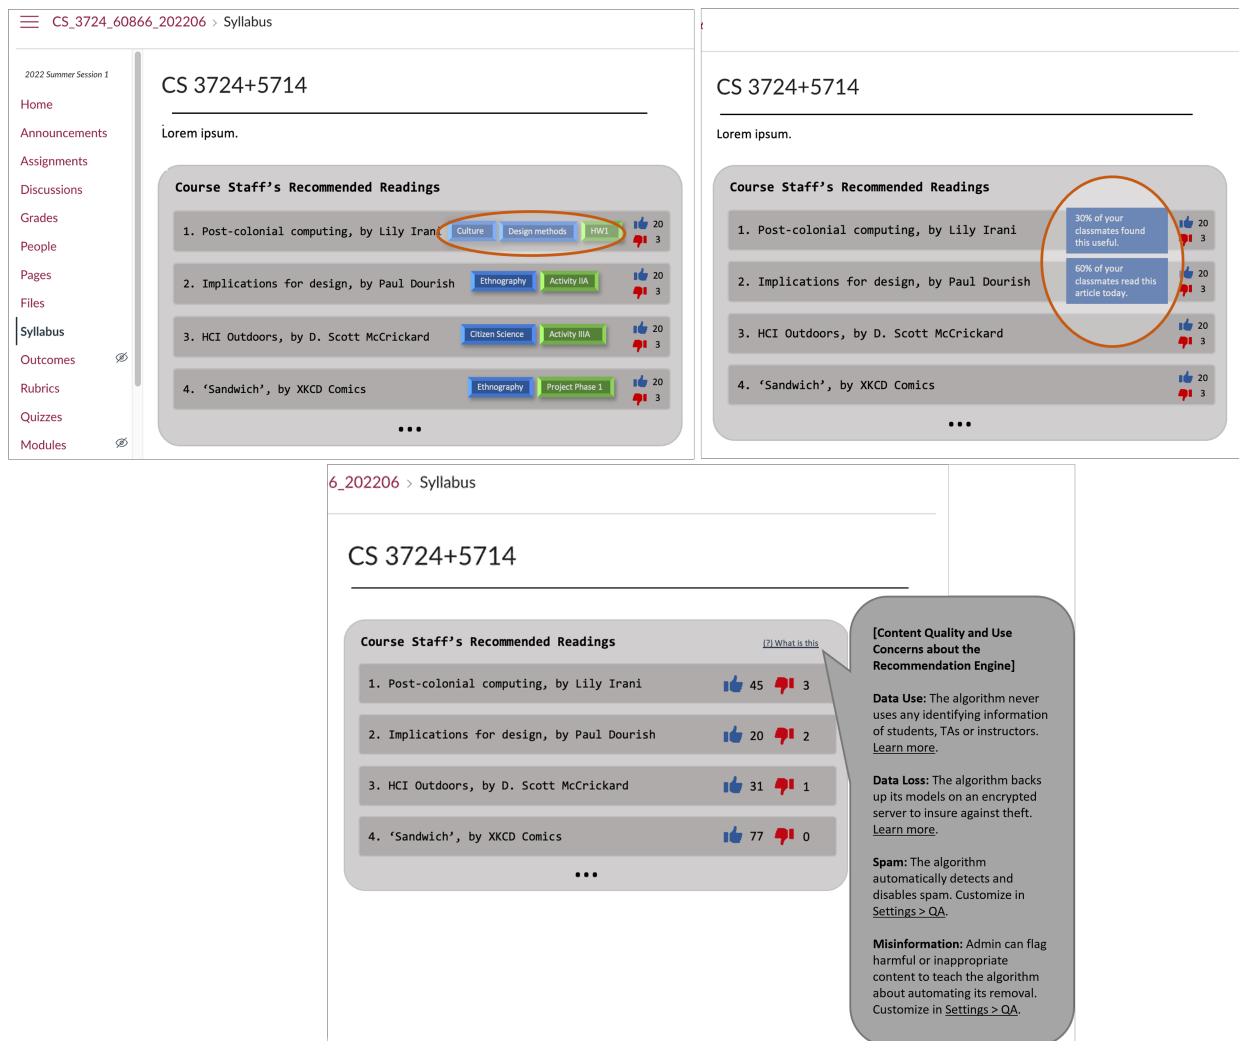 CS_3724_60866_202206 > Syllabus
2022 Summer Session 1
Home
Announcements
Assignments
Discussions
Grades
People
Pages
Files
Syllabus
Outcomes
Rubrics
Quizzes
Modules
CS 3724+5714
Lorem ipsum.
Course Staff's Recommended Readings
1. Post-colonial computing, by Lily Irani Culture Design methods HW1 20 3
2. Implications for design, by Paul Dourish Ethnography Activity IIA 20 3
3. HCI Outdoors, by D. Scott McCrickard Citizen Science Activity IIIA 20 3
4. ‘Sandwich’, by XKCD Comics Ethnography Project Phase 1 20 3
•••
CS 3724+5714
Lorem ipsum.
Course Staff's Recommended Readings
1. Post-colonial computing, by Lily Irani 20 3
30% of your
classmates found
this useful.
2. Implications for design, by Paul Dourish 20 3
60% of your
classmates read this
article today.
3. HCI Outdoors, by D. Scott McCrickard 20 3
4. ‘Sandwich’, by XKCD Comics 20 3
•••
6_202206 > Syllabus
CS 3724+5714
Course Staff's Recommended Readings (?) What is this
1. Post-colonial computing, by Lily Irani 45 3
2. Implications for design, by Paul Dourish 20 2
3. HCI Outdoors, by D. Scott McCrickard 31 1
4. ‘Sandwich’, by XKCD Comics 77 0
•••
[Content Quality and Use
Concerns about the
Recommendation Engine]
Data Use: The algorithm never
uses any identifying information
of students, TAs or instructors.
Learn more.
Data Loss: The algorithm backs
up its models on an encrypted
server to insure against theft.
Learn more.
Spam: The algorithm
automatically detects and
disables spam. Customize in
Settings > QA.
Misinformation: Admin can flag
harmful or inappropriate
content to teach the algorithm
about automating its removal.
Customize in Settings > QA.